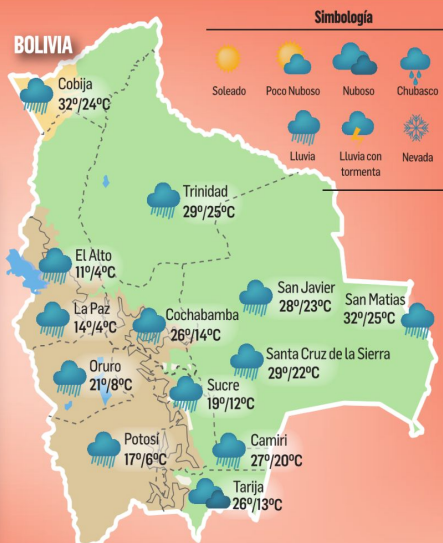 Simbología
BOLIVIA
Soleado
Poco Nuboso
Nuboso
Chubasco
Lluvia
Lluvia con
tormenta
Nevada
Cobija
32º/24ºC
Trinidad
29º/25ºC
El Alto
11º/4ºC
La Paz
14º/4ºC
Cochabamba
26º/14ºC
San Javier
28º/23ºC
San Matias
32º/25ºC
Oruro
21º/8ºC
Santa Cruz de la Sierra
29º/22ºC
Sucre
19º/12ºC
Potosí
17º/6ºC
Camiri
27º/20ºC
Tarija
26º/13ºC